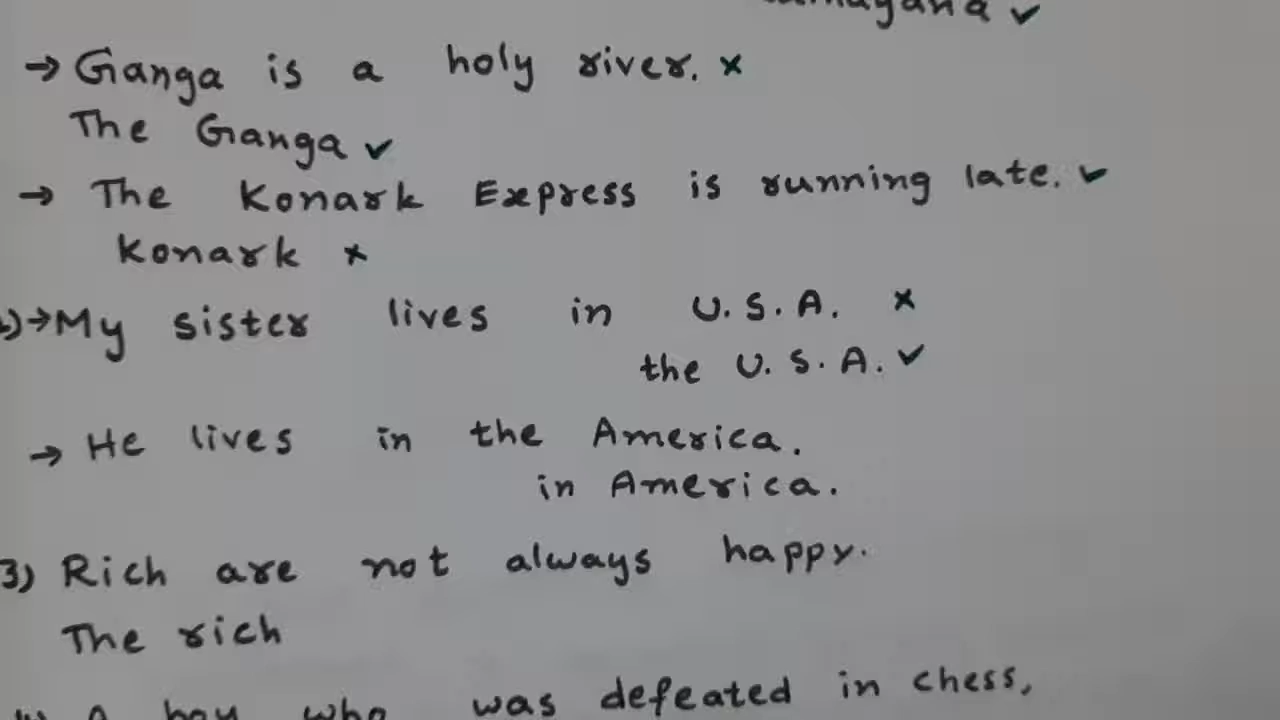 → Ganga is a holy river. ×
The Ganga ✓
→ The Konark Express is running late. ✓
Konark ×
→ My sister lives in U.S.A. ×
the U.S.A. ✓
→ He lives in the America.
in America.
3) Rich are not always happy.
The rich
was defeated in chess,